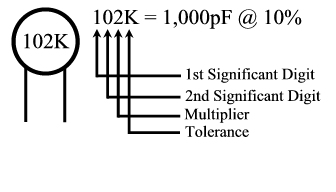 102K
102K = 1,000pF @ 10%
1st Significant Digit
2nd Significant Digit
Multiplier
Tolerance